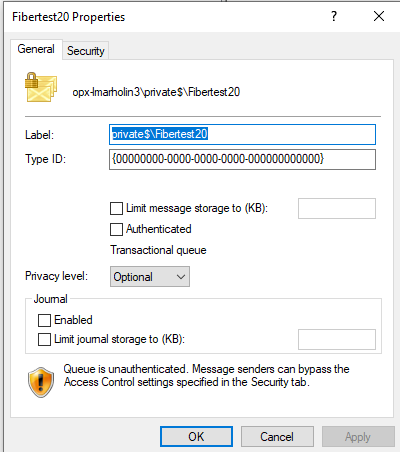 Fibertest20 Properties
General
Security
opx-lmarholin3\private$\Fibertest20
Label:
private$\Fibertest20
Type ID:
{00000000-0000-0000-0000-000000000000}
Limit message storage to (KB):
Authenticated
Transactional queue
Privacy level:
Optional
Journal
Enabled
Limit journal storage to (KB):
Queue is unauthenticated. Message senders can bypass the
Access Control settings specified in the Security tab.
OK
Cancel
Apply